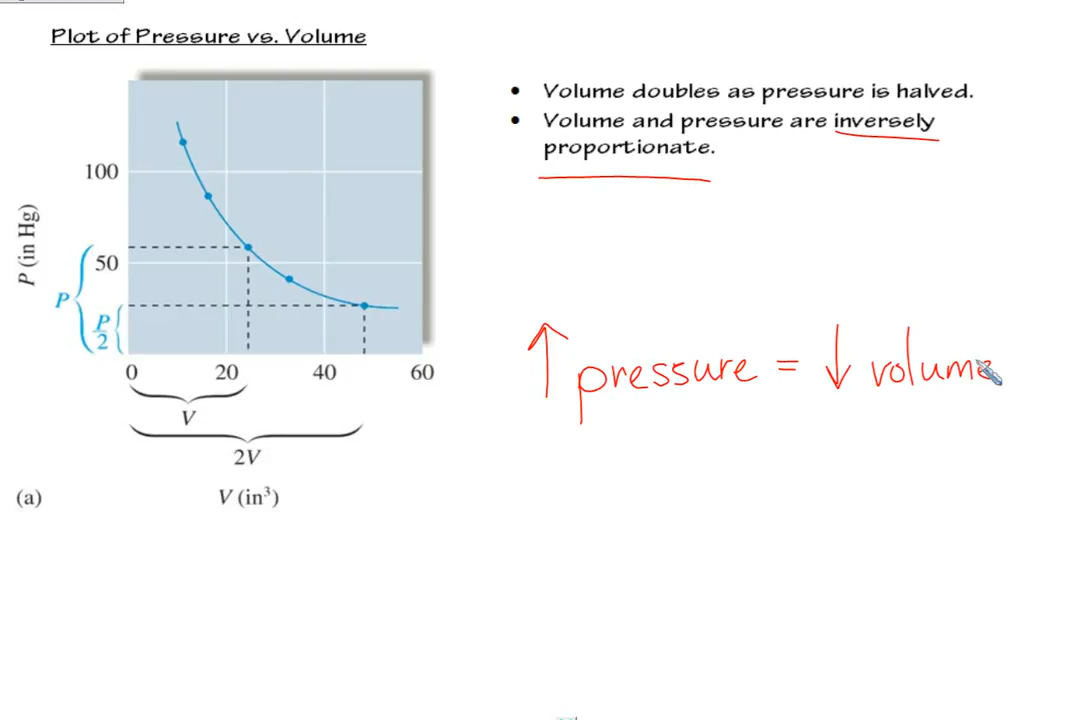 Plot of Pressure vs. Volume
• Volume doubles as pressure is halved.
• Volume and pressure are inversely
proportionate.
100
50
P (in Hg)
P
P/2
0 20 40 60
V
2V
(a) V (in³)
↑ pressure = ↓ volume